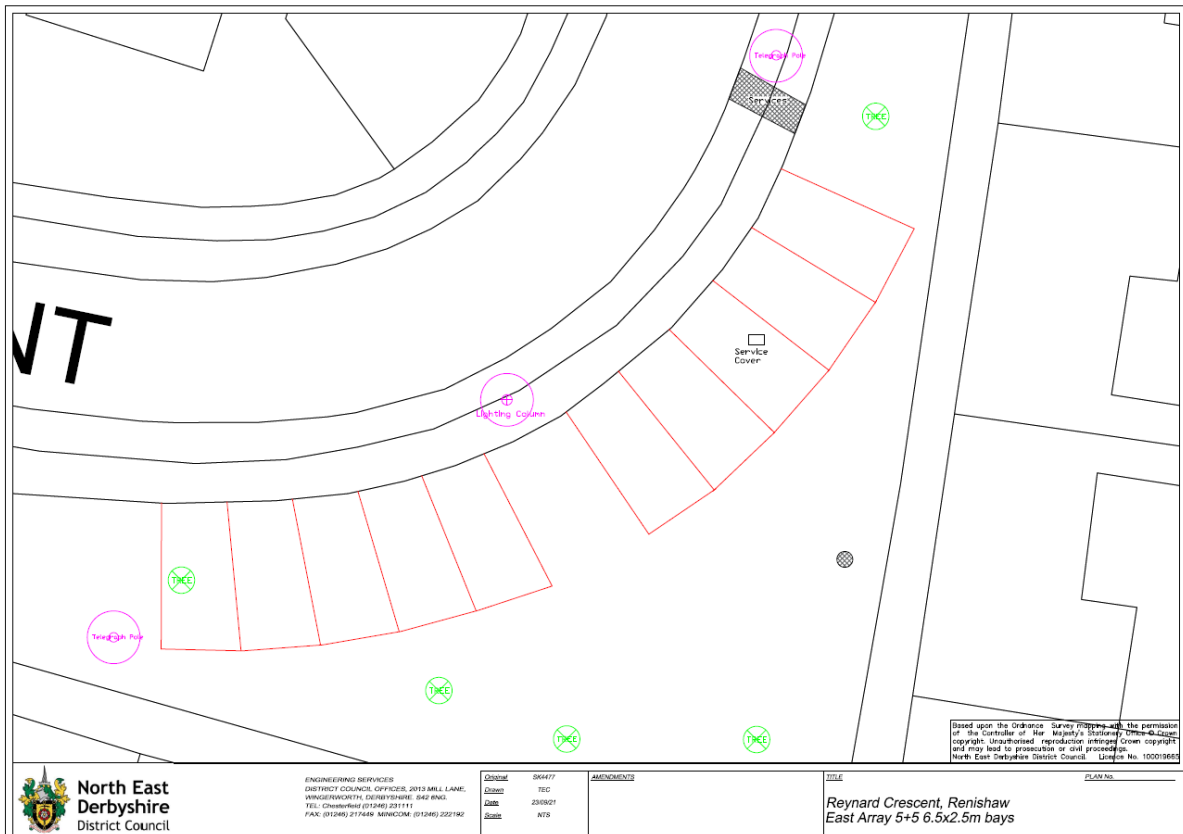 Telegraph Pole
Services
TREE
NT
Service
Cover
Lighting Column
TREE
Telegraph Pole
TREE
TREE
TREE
Based upon the Ordnance Survey mapping with the permission
of the Controller of Her Majesty's Stationery Office © Crown
copyright. Unauthorised reproduction infringes Crown copyright
and may lead to prosecution or civil proceedings.
North East Derbyshire District Council Licence No. 100019665
North East
Derbyshire
District Council
ENGINEERING SERVICES
DISTRICT COUNCIL OFFICES, 2013 MILL LANE,
WINGERWORTH, DERBYSHIRE. S42 6NG.
TEL: Chesterfield (01246) 231111
FAX: (01246) 217449 MINICOM: (01246) 222192
Original SK4477
Drawn TEC
Date 23/09/21
Scale NTS
AMENDMENTS
TITLE
Reynard Crescent, Renishaw
East Array 5+5 6.5x2.5m bays
PLAN No.